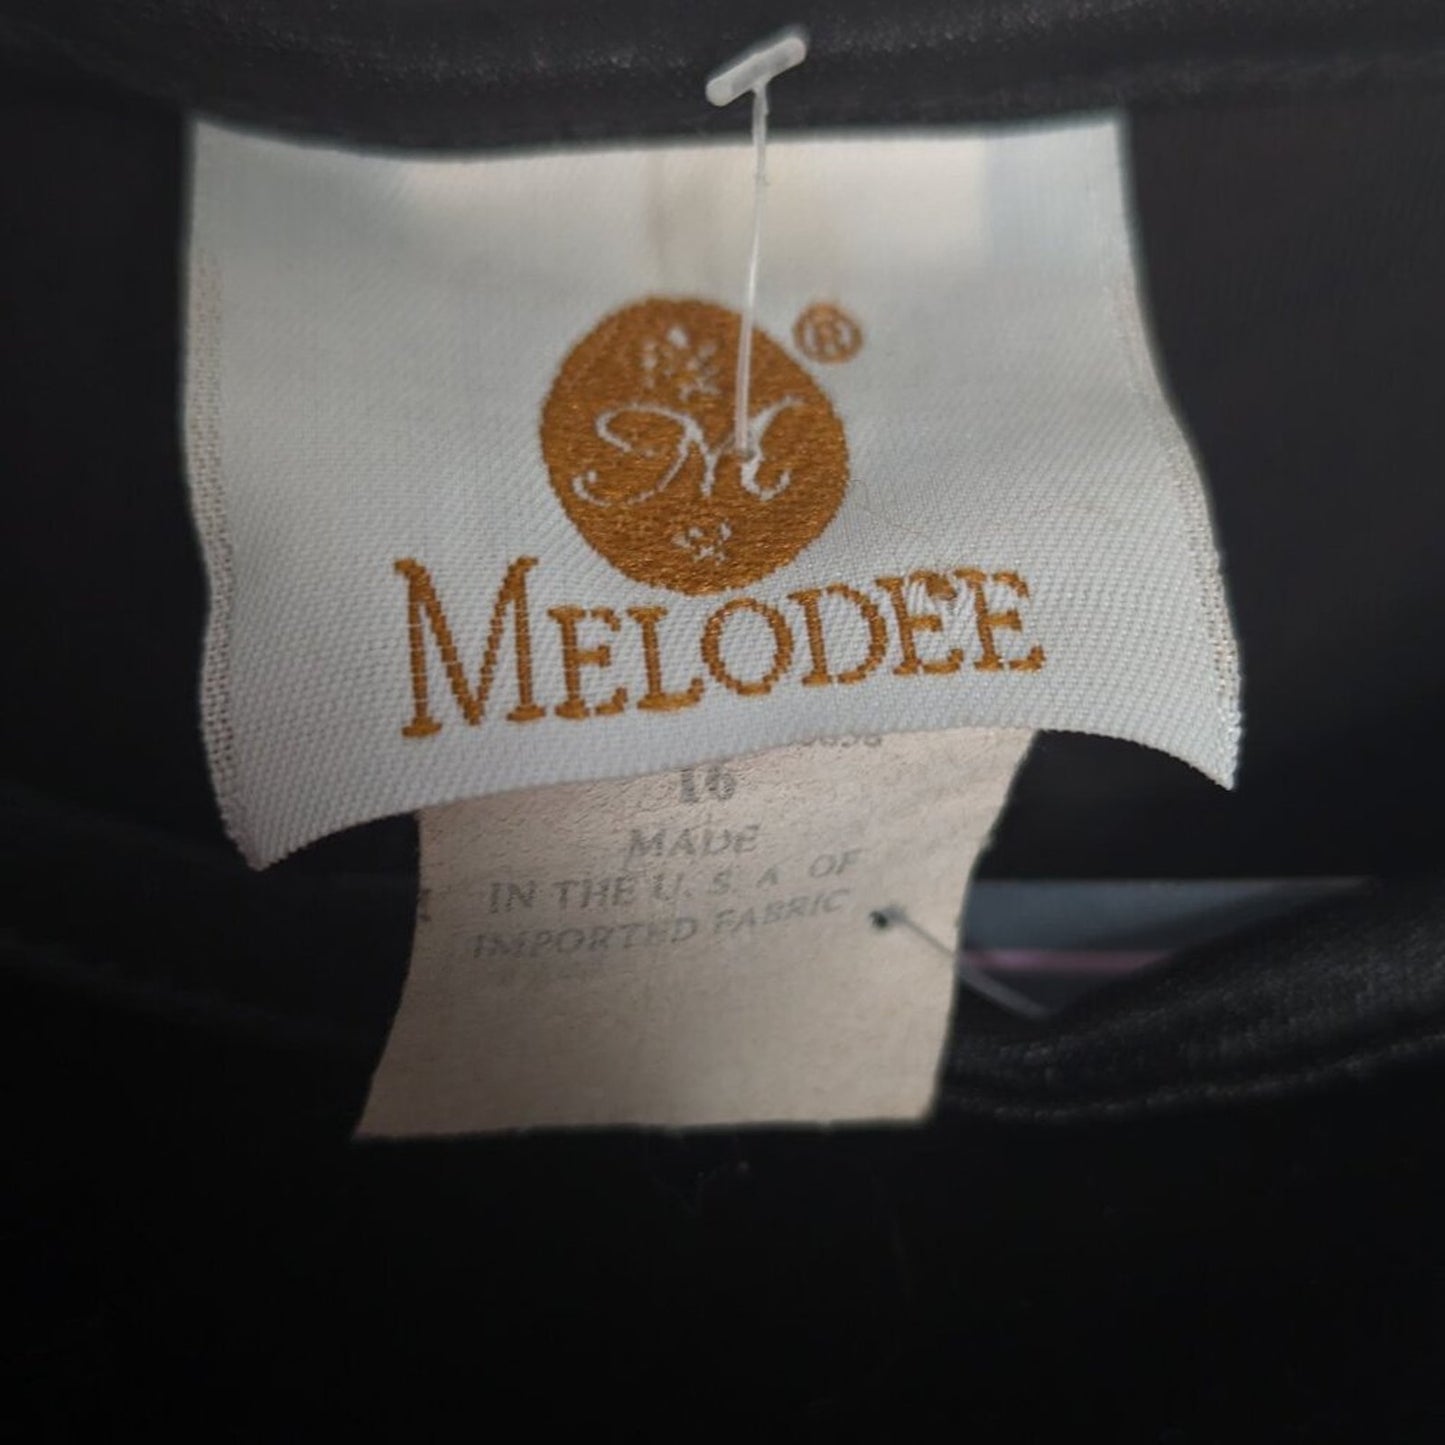 M ®
MELODEE
16
MADE
IN THE U. S. A. OF
IMPORTED FABRIC